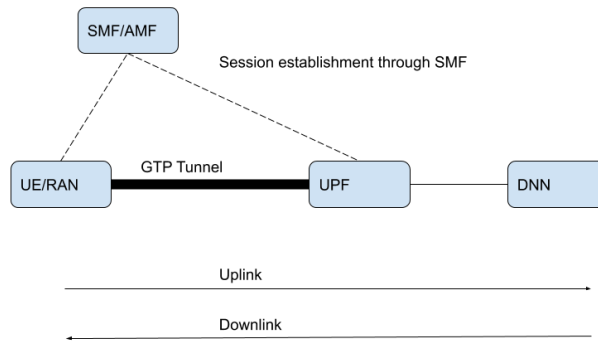 SMF/AMF
Session establishment through SMF
GTP Tunnel
UE/RAN
UPF
DNN
Uplink
Downlink